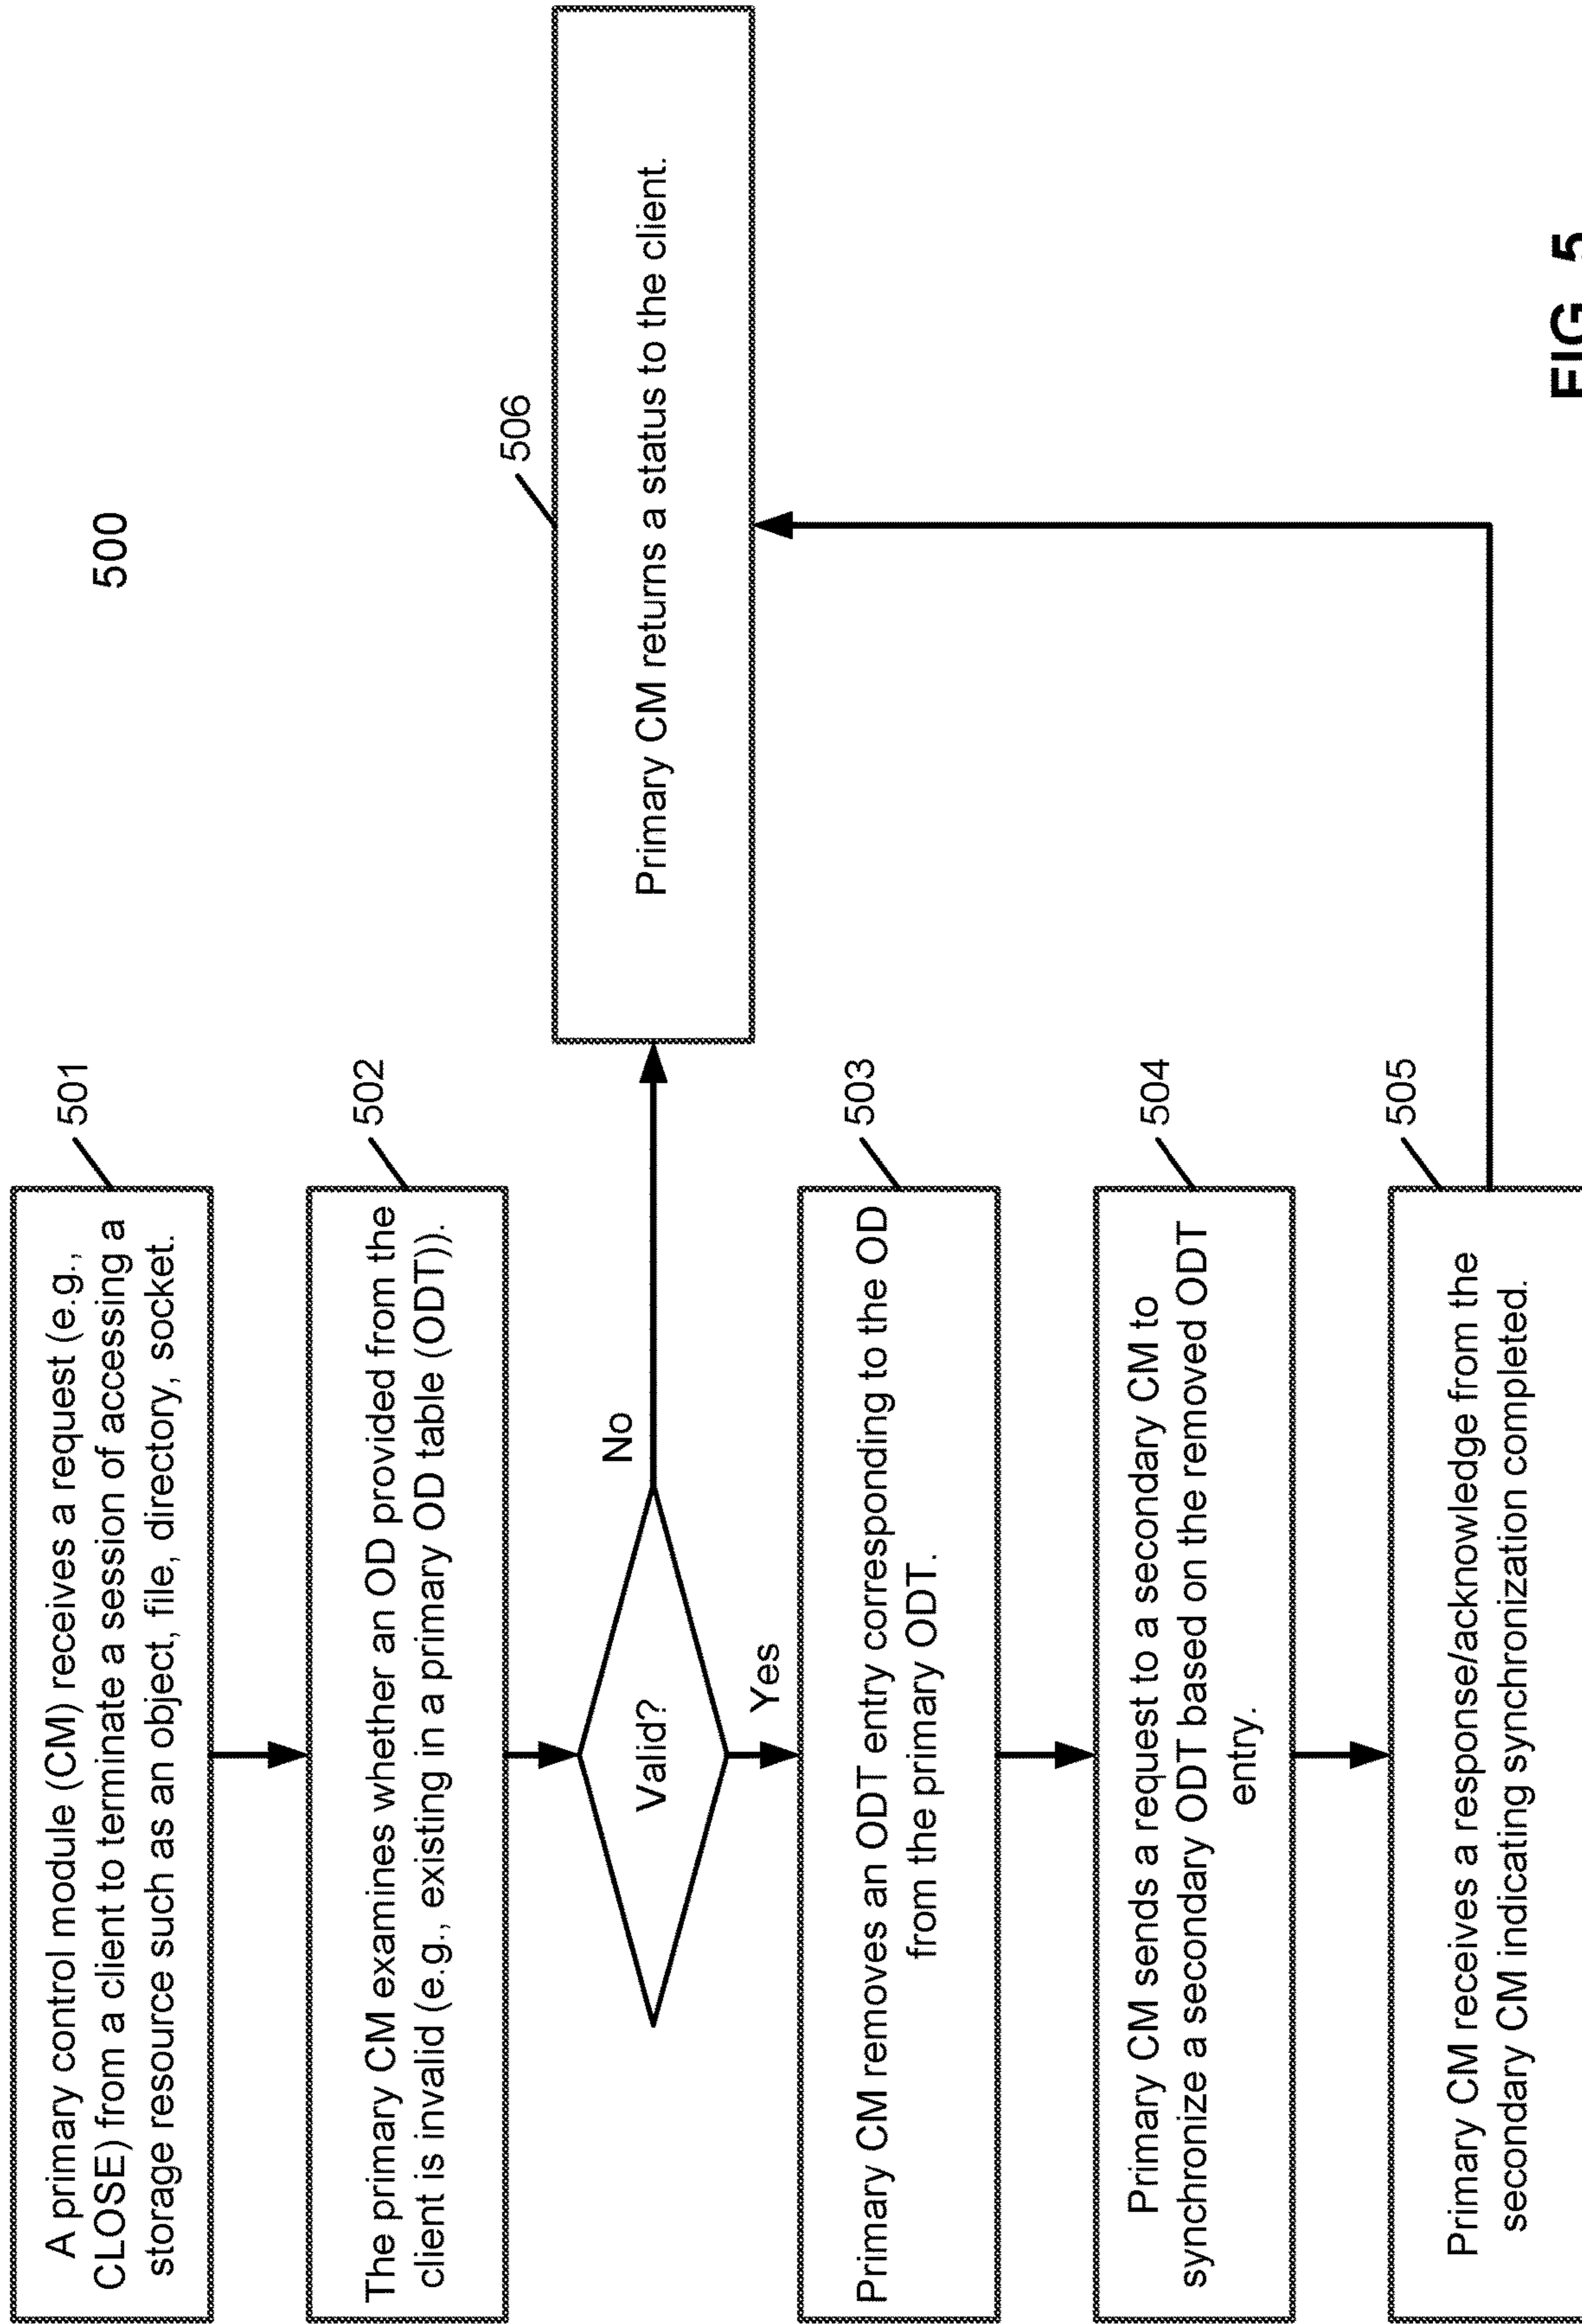 500
501
A primary control module (CM) receives a request (e.g.,
CLOSE) from a client to terminate a session of accessing a
storage resource such as an object, file, directory, socket.
502
The primary CM examines whether an OD provided from the
client is invalid (e.g., existing in a primary OD table (ODT)).
Valid?
No
Yes
506
Primary CM returns a status to the client.
503
Primary CM removes an ODT entry corresponding to the OD
from the primary ODT.
504
Primary CM sends a request to a secondary CM to
synchronize a secondary ODT based on the removed ODT
entry.
505
Primary CM receives a response/acknowledge from the
secondary CM indicating synchronization completed.
FIG. 5